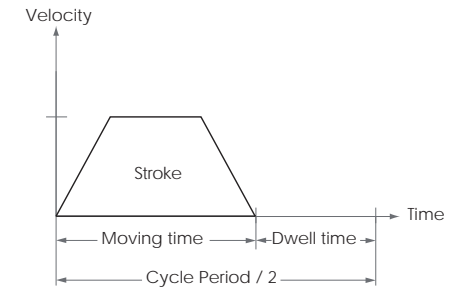 Velocity
Stroke
Time
Moving time
Dwell time
Cycle Period / 2